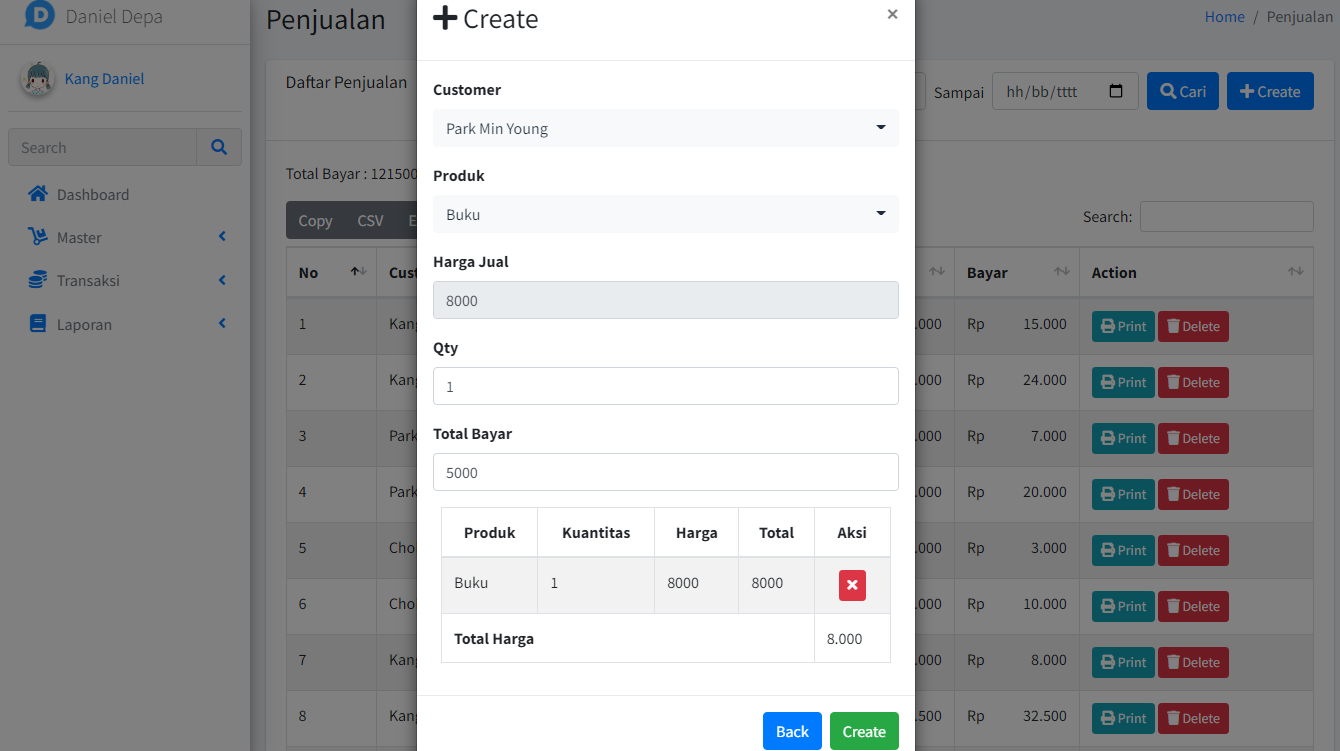 Daniel Depa
Kang Daniel
Search
Dashboard
Master
Transaksi
Laporan
Penjualan
Home / Penjualan
Daftar Penjualan
Sampai hh/bb/tttt Cari Create
Total Bayar : 121500
Copy CSV E
Search:
No Cust Bayar Action
1 Kang .000 Rp 15.000 Print Delete
2 Kang .000 Rp 24.000 Print Delete
3 Park .000 Rp 7.000 Print Delete
4 Park .000 Rp 20.000 Print Delete
5 Cho .000 Rp 3.000 Print Delete
6 Cho .000 Rp 10.000 Print Delete
7 Kang .000 Rp 8.000 Print Delete
8 Kang .500 Rp 32.500 Print Delete
Create ×
Customer
Park Min Young
Produk
Buku
Harga Jual
8000
Qty
1
Total Bayar
5000
Produk Kuantitas Harga Total Aksi
Buku 1 8000 8000
Total Harga 8.000
Back Create